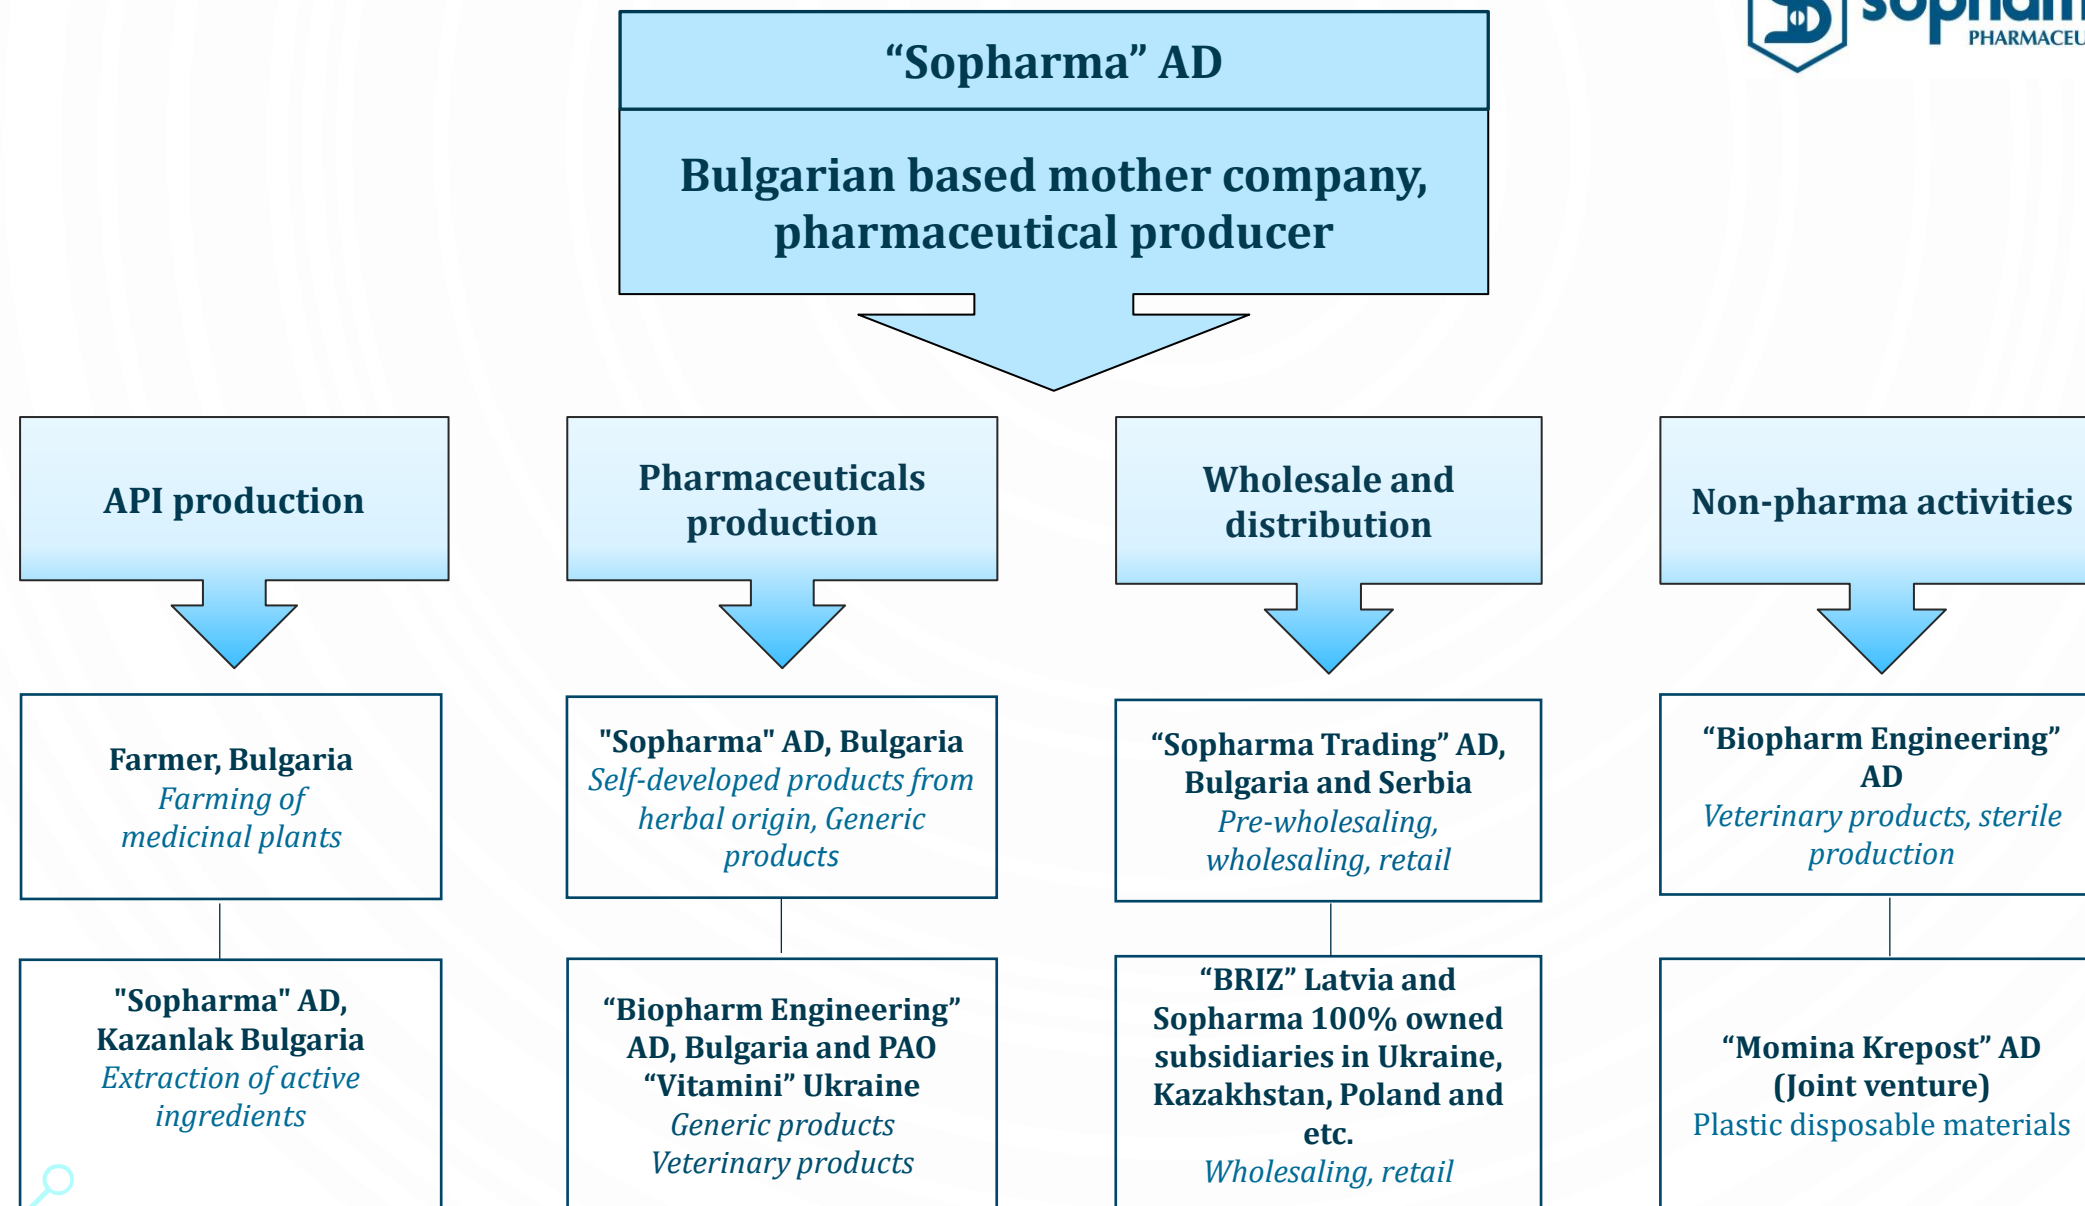 sopharm
PHARMACEU
“Sopharma” AD
Bulgarian based mother company,
pharmaceutical producer
API production
Pharmaceuticals
production
Wholesale and
distribution
Non-pharma activities
Farmer, Bulgaria
Farming of
medicinal plants
"Sopharma" AD, Bulgaria
Self-developed products from
herbal origin, Generic
products
“Sopharma Trading” AD,
Bulgaria and Serbia
Pre-wholesaling,
wholesaling, retail
“Biopharm Engineering”
AD
Veterinary products, sterile
production
"Sopharma" AD,
Kazanlak Bulgaria
Extraction of active
ingredients
“Biopharm Engineering”
AD, Bulgaria and PAO
“Vitamini” Ukraine
Generic products
Veterinary products
“BRIZ” Latvia and
Sopharma 100% owned
subsidiaries in Ukraine,
Kazakhstan, Poland and
etc.
Wholesaling, retail
“Momina Krepost” AD
(Joint venture)
Plastic disposable materials